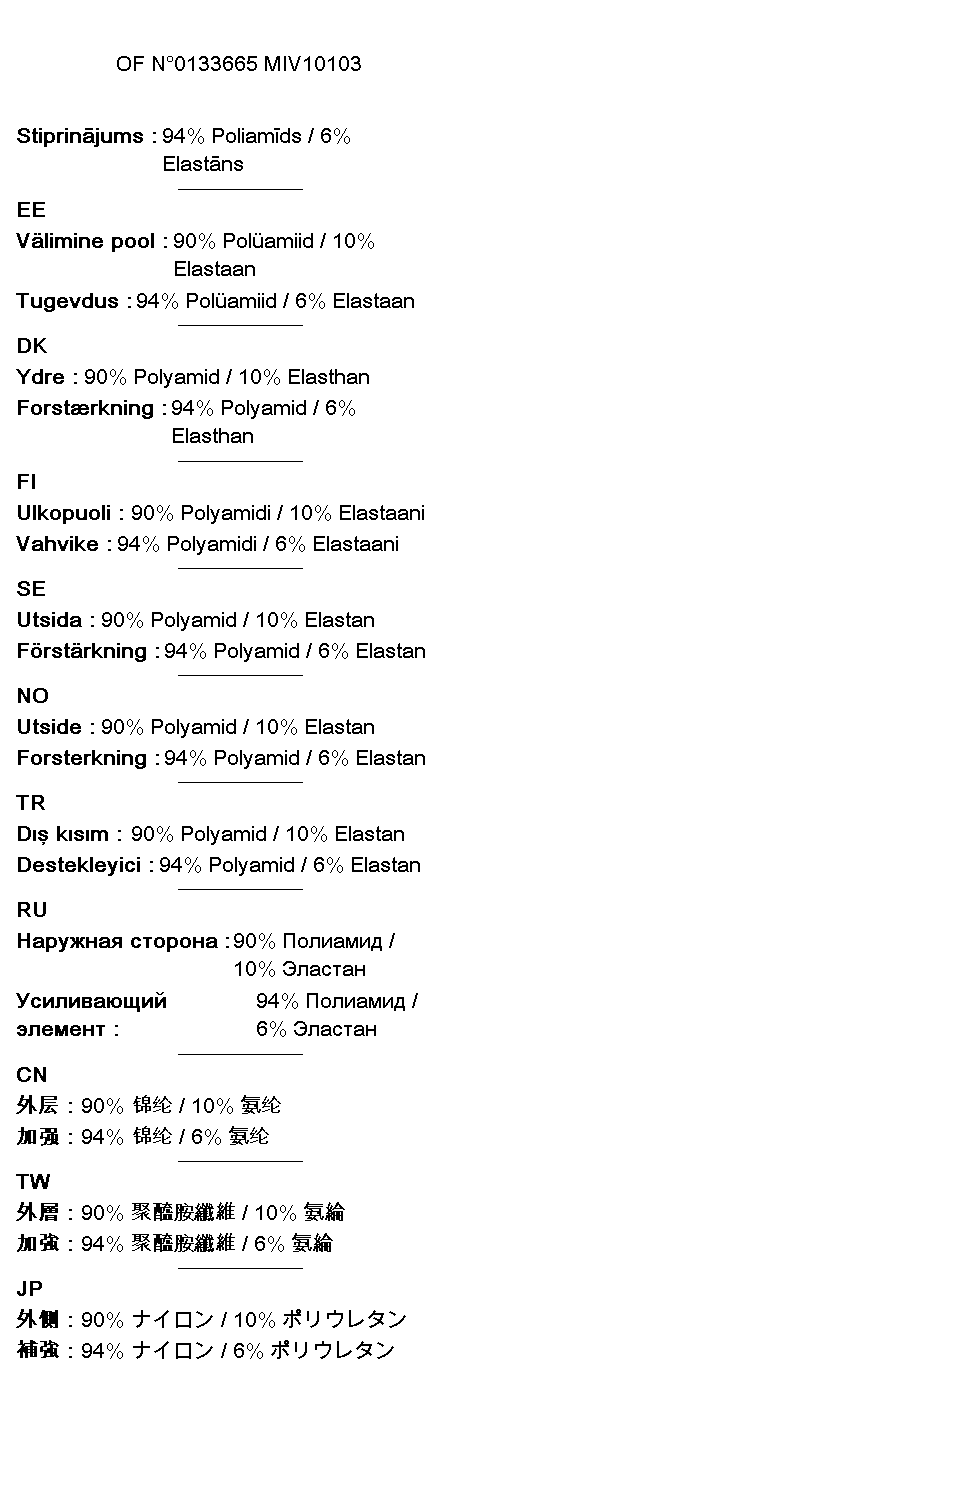 OF N°0133665 MIV10103
Stiprinājums : 94% Poliamīds / 6%
Elastāns
EE
Välimine pool : 90% Polüamiid / 10%
Elastaan
Tugevdus : 94% Polüamiid / 6% Elastaan
DK
Ydre : 90% Polyamid / 10% Elasthan
Forstærkning : 94% Polyamid / 6%
Elasthan
FI
Ulkopuoli : 90% Polyamidi / 10% Elastaani
Vahvike : 94% Polyamidi / 6% Elastaani
SE
Utsida : 90% Polyamid / 10% Elastan
Förstärkning : 94% Polyamid / 6% Elastan
NO
Utside : 90% Polyamid / 10% Elastan
Forsterkning : 94% Polyamid / 6% Elastan
TR
Dış kısım : 90% Polyamid / 10% Elastan
Destekleyici : 94% Polyamid / 6% Elastan
RU
Наружная сторона : 90% Полиамид /
10% Эластан
Усиливающий 94% Полиамид /
элемент : 6% Эластан
CN
外层 : 90% 锦纶 / 10% 氨纶
加强 : 94% 锦纶 / 6% 氨纶
TW
外層 : 90% 聚醯胺纖維 / 10% 氨綸
加強 : 94% 聚醯胺纖維 / 6% 氨綸
JP
外側 : 90% ナイロン / 10% ポリウレタン
補強 : 94% ナイロン / 6% ポリウレタン